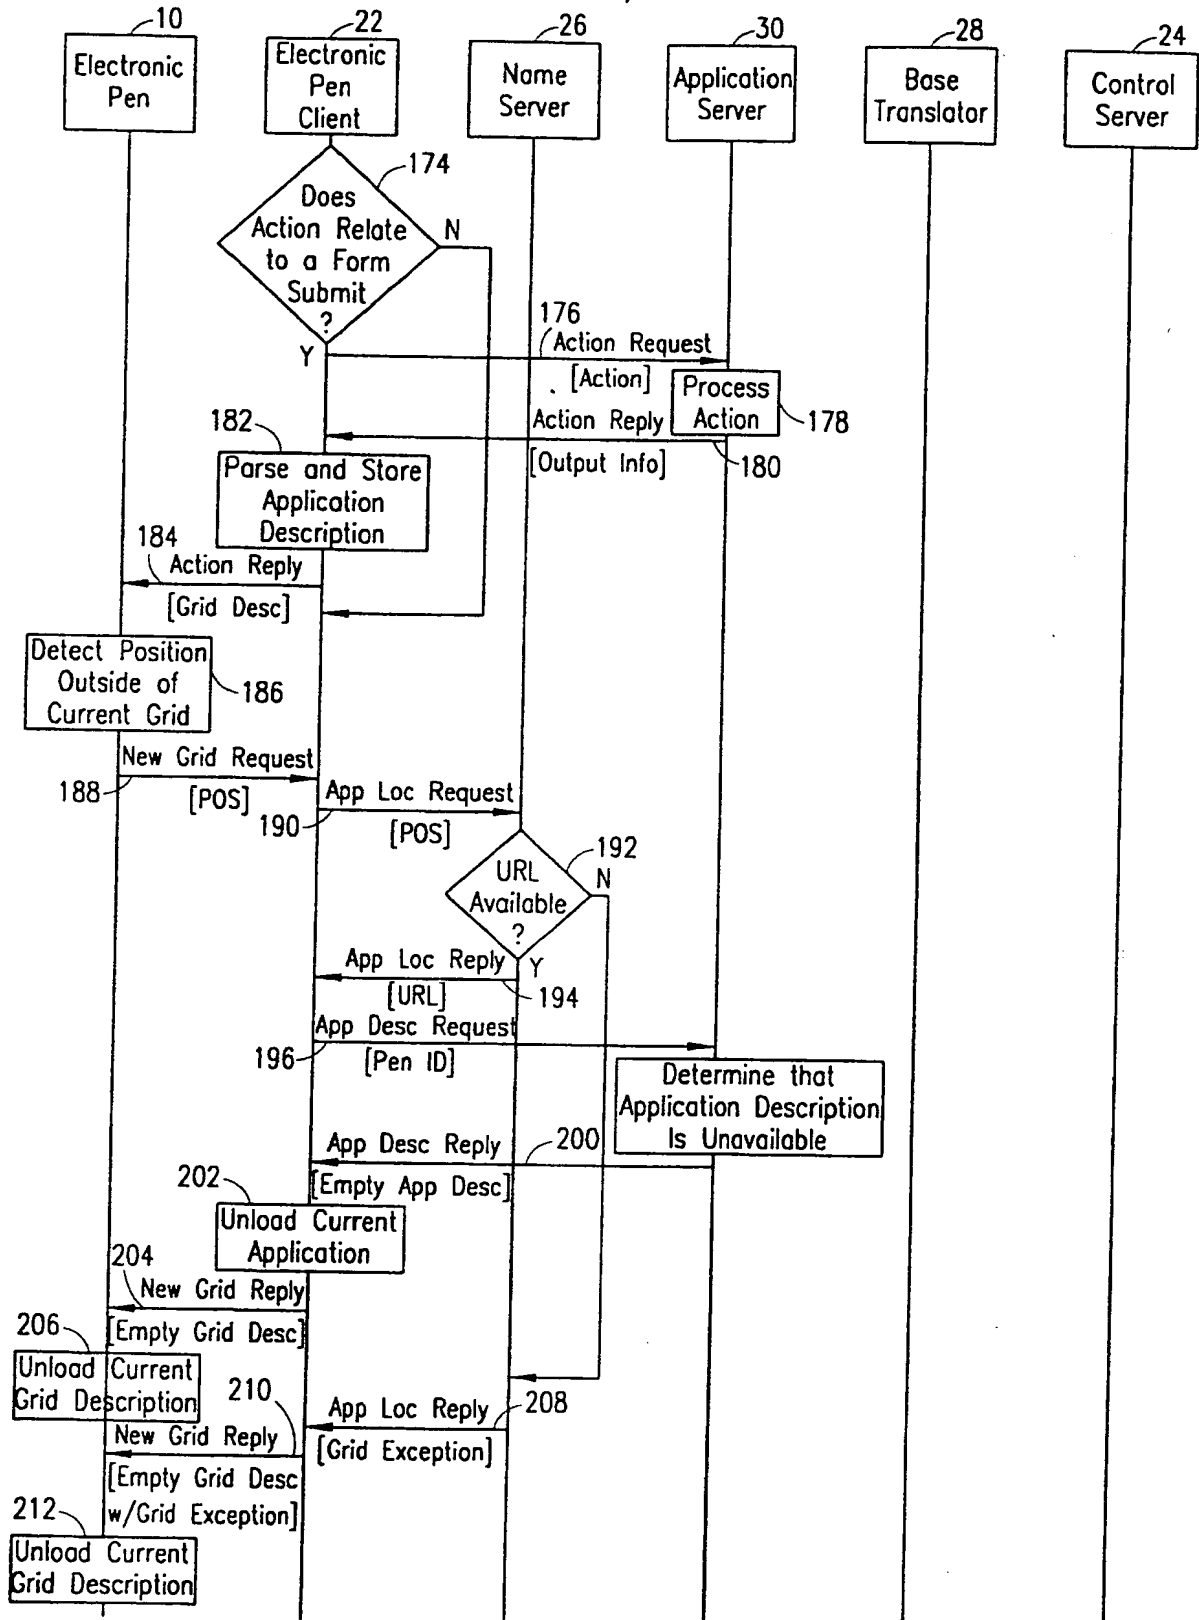 10
22
26
30
28
24
Electronic
Pen
Electronic
Pen
Client
Name
Server
Application
Server
Base
Translator
Control
Server
174
Does
Action Relate
to a Form
Submit
?
N
Y
176
Action Request
[Action]
Process
Action
178
Action Reply
[Output Info]
180
182
Parse and Store
Application
Description
184
Action Reply
[Grid Desc]
Detect Position
Outside of
Current Grid
186
New Grid Request
188
[POS]
App Loc Request
190
[POS]
192
URL
Available
?
N
Y
App Loc Reply
[URL]
194
App Desc Request
196
[Pen ID]
Determine that
Application Description
Is Unavailable
App Desc Reply
200
[Empty App Desc]
202
Unload Current
Application
204
New Grid Reply
[Empty Grid Desc]
206
Unload Current
Grid Description
210
App Loc Reply
208
[Grid Exception]
New Grid Reply
[Empty Grid Desc
w/Grid Exception]
212
Unload Current
Grid Description